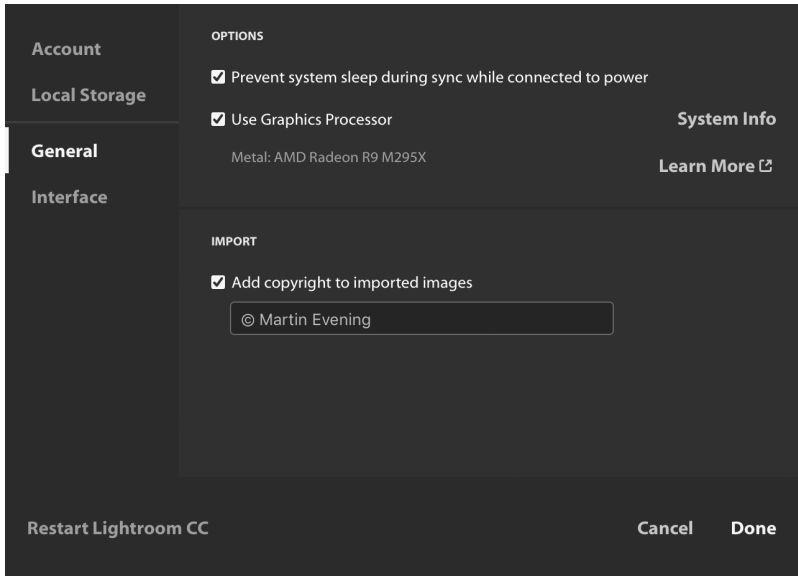 Account
Local Storage
General
Interface
OPTIONS
Prevent system sleep during sync while connected to power
Use Graphics Processor
System Info
Metal: AMD Radeon R9 M295X
Learn More
IMPORT
Add copyright to imported images
© Martin Evening
Restart Lightroom CC
Cancel
Done